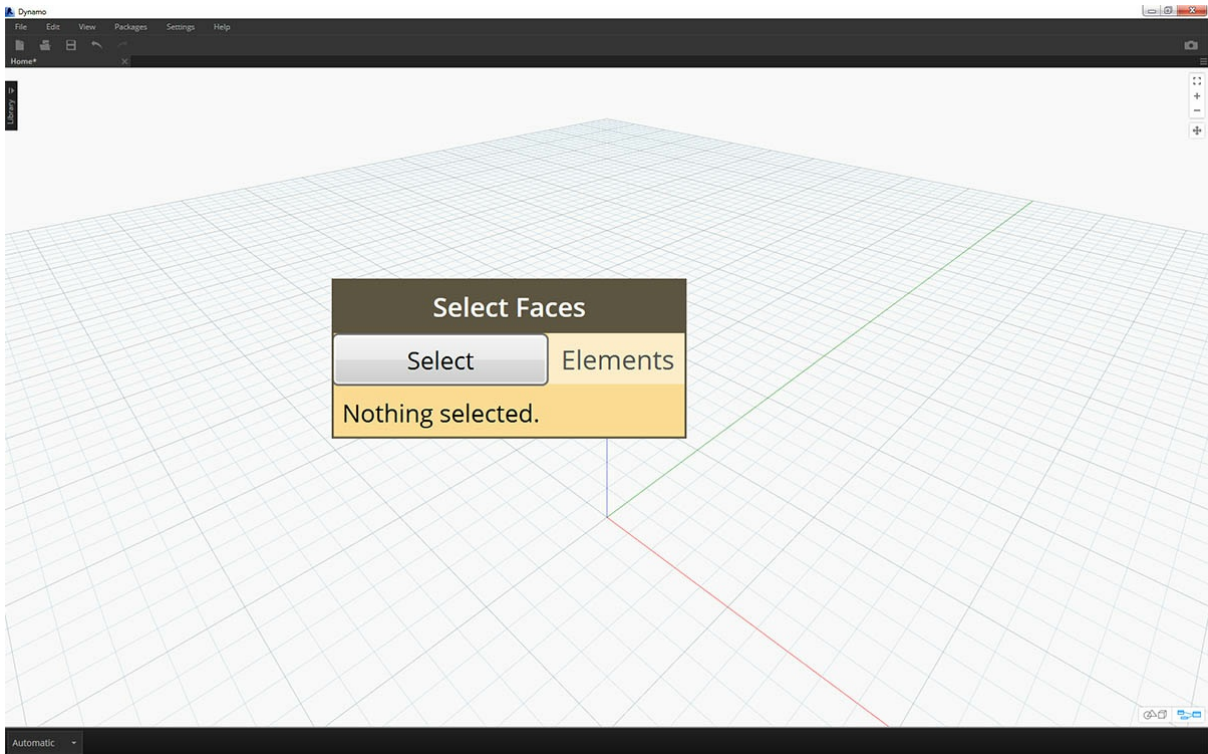 Dynamo
File Edit View Packages Settings Help
Home*
Library
Select Faces
Select Elements
Nothing selected.
Automatic